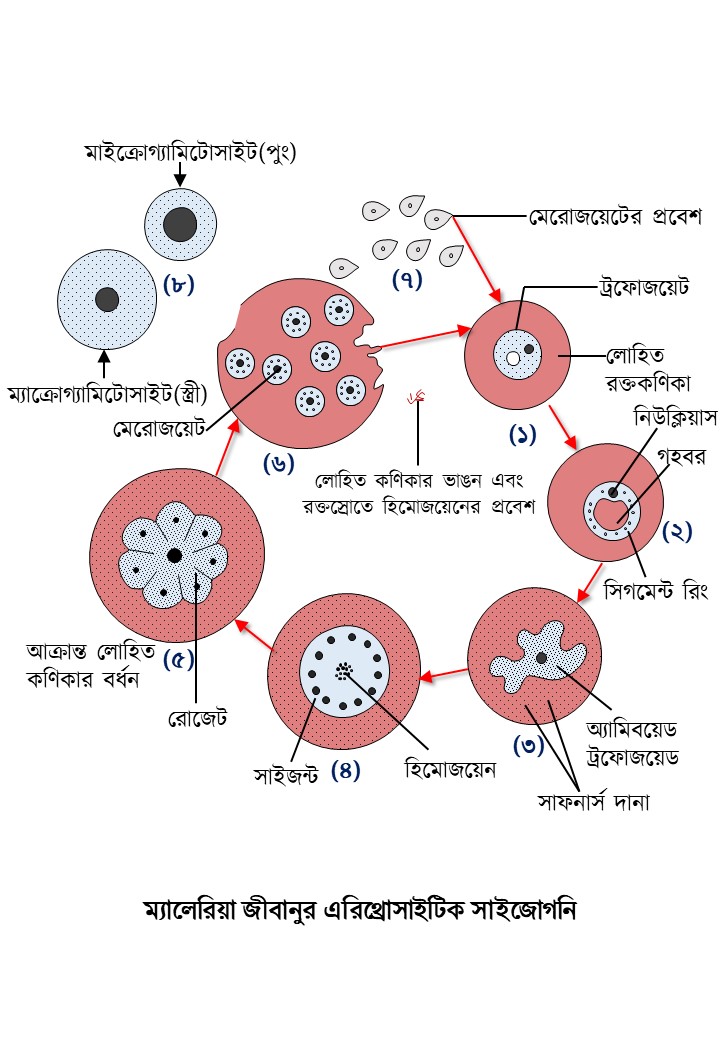 মাইক্রোগ্যামিটোসাইট(পুং)
মেরোজয়েটের প্রবেশ
(৭)
(৮)
ট্রফোজয়েট
লোহিত
রক্তকণিকা
ম্যাক্রোগ্যামিটোসাইট(স্ত্রী)
মেরোজয়েট
(১)
নিউক্লিয়াস
গহবর
(৬)
লোহিত কণিকার ভাঙন এবং
রক্তস্রোতে হিমোজয়েনের প্রবেশ
(২)
সিগমেন্ট রিং
আক্রান্ত লোহিত
কণিকার বর্ধন
(৫)
রোজেট
অ্যামিবয়েড
ট্রফোজয়েড
(৩)
সাইজন্ট
(৪)
হিমোজয়েন
সাফনার্স দানা
ম্যালেরিয়া জীবানুর এরিথ্রোসাইটিক সাইজোগনি